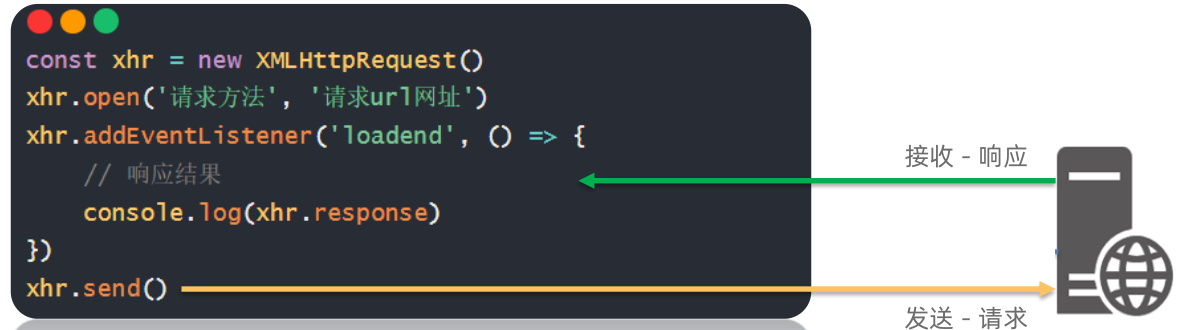 const xhr = new XMLHttpRequest()
xhr.open('请求方法', '请求url网址')
xhr.addEventListener('loadend', () => {
    // 响应结果
    console.log(xhr.response)
})
xhr.send()
接收 - 响应
发送 - 请求